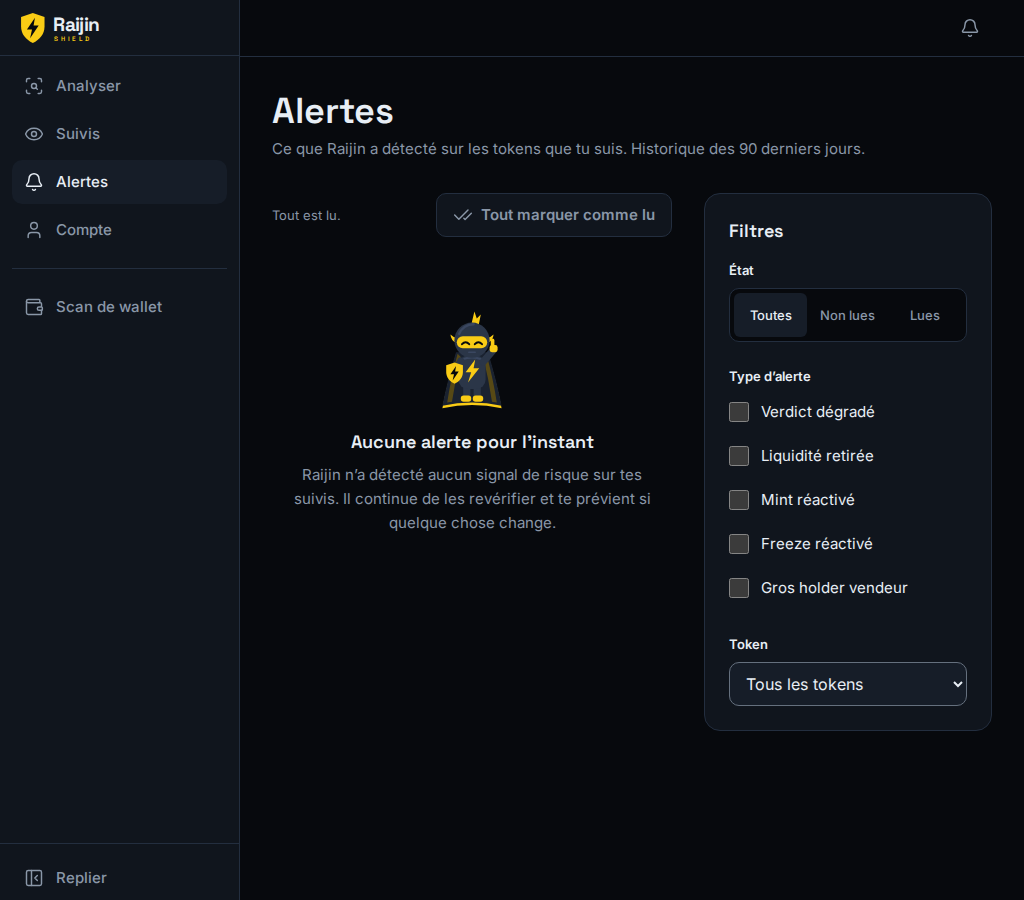 Raijin
SHIELD
Analyser
Suivis
Alertes
Compte
Scan de wallet
Replier
Alertes
Ce que Raijin a détecté sur les tokens que tu suis. Historique des 90 derniers jours.
Tout est lu.
Tout marquer comme lu
Aucune alerte pour l’instant
Raijin n’a détecté aucun signal de risque sur tes
suivis. Il continue de les revérifier et te prévient si
quelque chose change.
Filtres
État
Toutes
Non lues
Lues
Type d’alerte
Verdict dégradé
Liquidité retirée
Mint réactivé
Freeze réactivé
Gros holder vendeur
Token
Tous les tokens